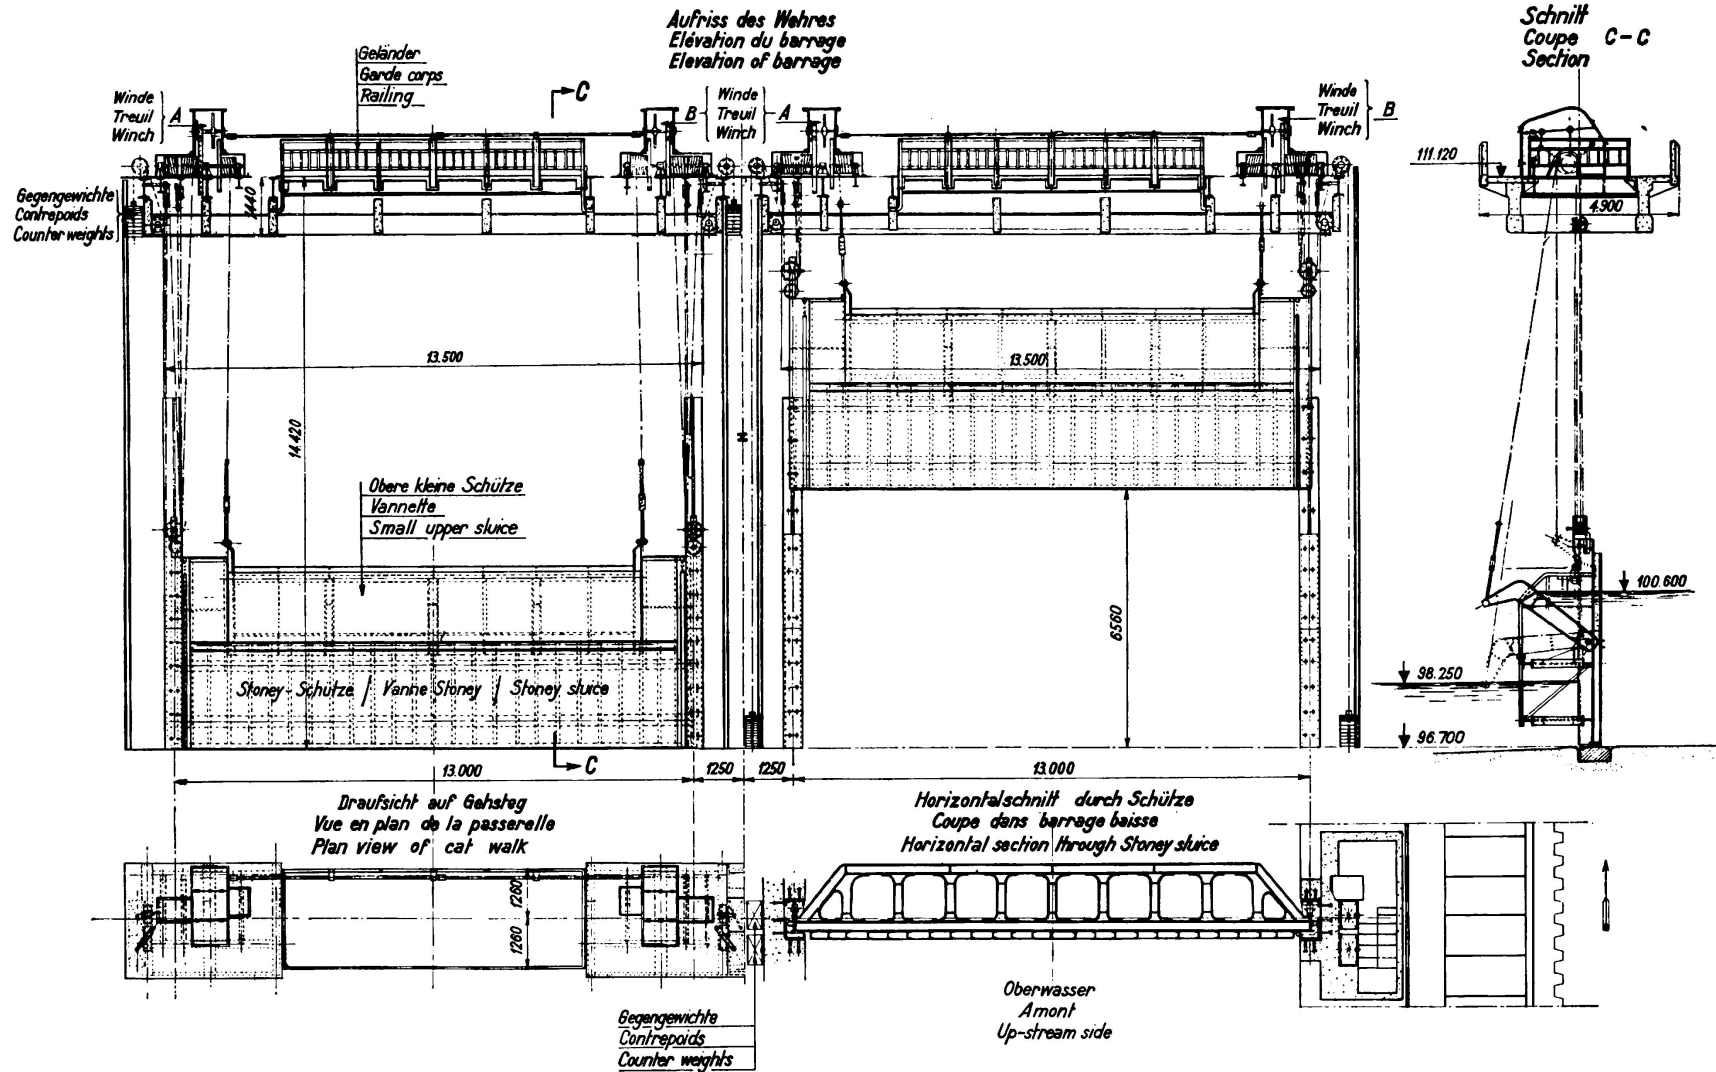 Aufriss des Wehres
Elévation du barrage
Elevation of barrage
Schnitt
Coupe C-C
Section
Geländer
Garde corps
Railing
C
Winde
Treuil A
Winch
B
Winde
Treuil A
Winch
Winde
Treuil B
Winch
111.120
4.900
Gegengewichte
Contrepoids
Counter weights
1440
13.500
13.500
14.420
Obere kleine Schütze
Vannette
Small upper sluice
100.600
6560
98.250
Stoney-Schütze / Vanne Stoney / Stoney sluice
96.700
C
13.000
1250
1250
13.000
Draufsicht auf Gehsteg
Vue en plan de la passerelle
Plan view of cat walk
Horizontalschnitt durch Schütze
Coupe dans barrage baisse
Horizontal section through Stoney sluice
1260
1260
Oberwasser
Amont
Up-stream side
Gegengewichte
Contrepoids
Counter weights